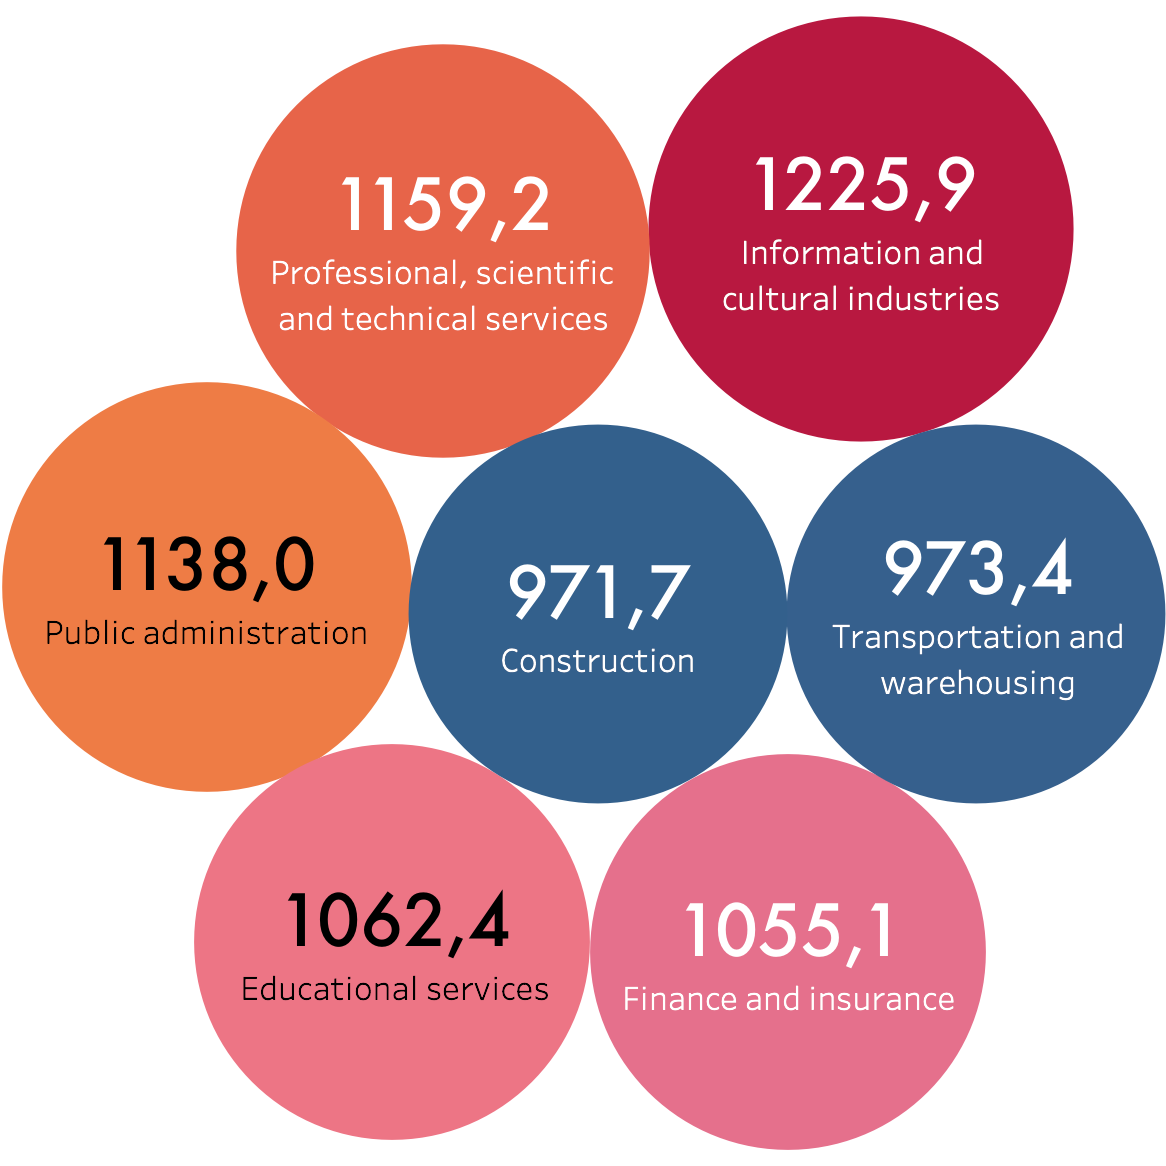 1159,2
Professional, scientific
and technical services
1225,9
Information and
cultural industries
1138,0
Public administration
971,7
Construction
973,4
Transportation and
warehousing
1062,4
Educational services
1055,1
Finance and insurance